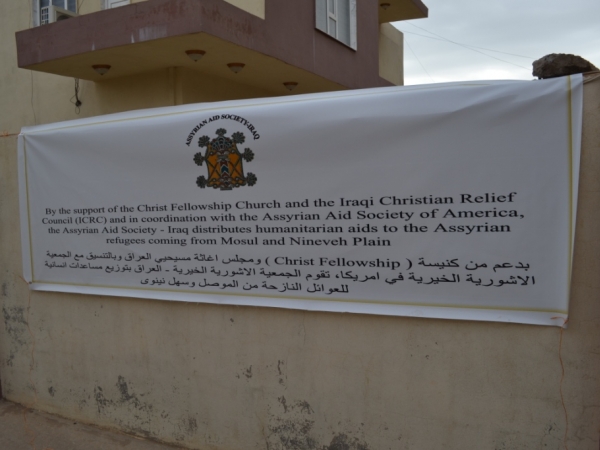 ASSYRIAN AID SOCIETY-IRAQ
By the support of the Christ Fellowship Church and the Iraqi Christian Relief
Council (ICRC) and in coordination with the Assyrian Aid Society of America,
the Assyrian Aid Society - Iraq distributes humanitarian aids to the Assyrian
refugees coming from Mosul and Nineveh Plain
بدعم من كنيسة ( Christ Fellowship ) ومجلس اغاثة مسيحيي العراق وبالتنسيق مع الجمعية
الاشورية الخيرية في امريكا، تقوم الجمعية الاشورية الخيرية - العراق بتوزيع مساعدات انسانية
للعوائل النازحة من الموصل وسهل نينوى